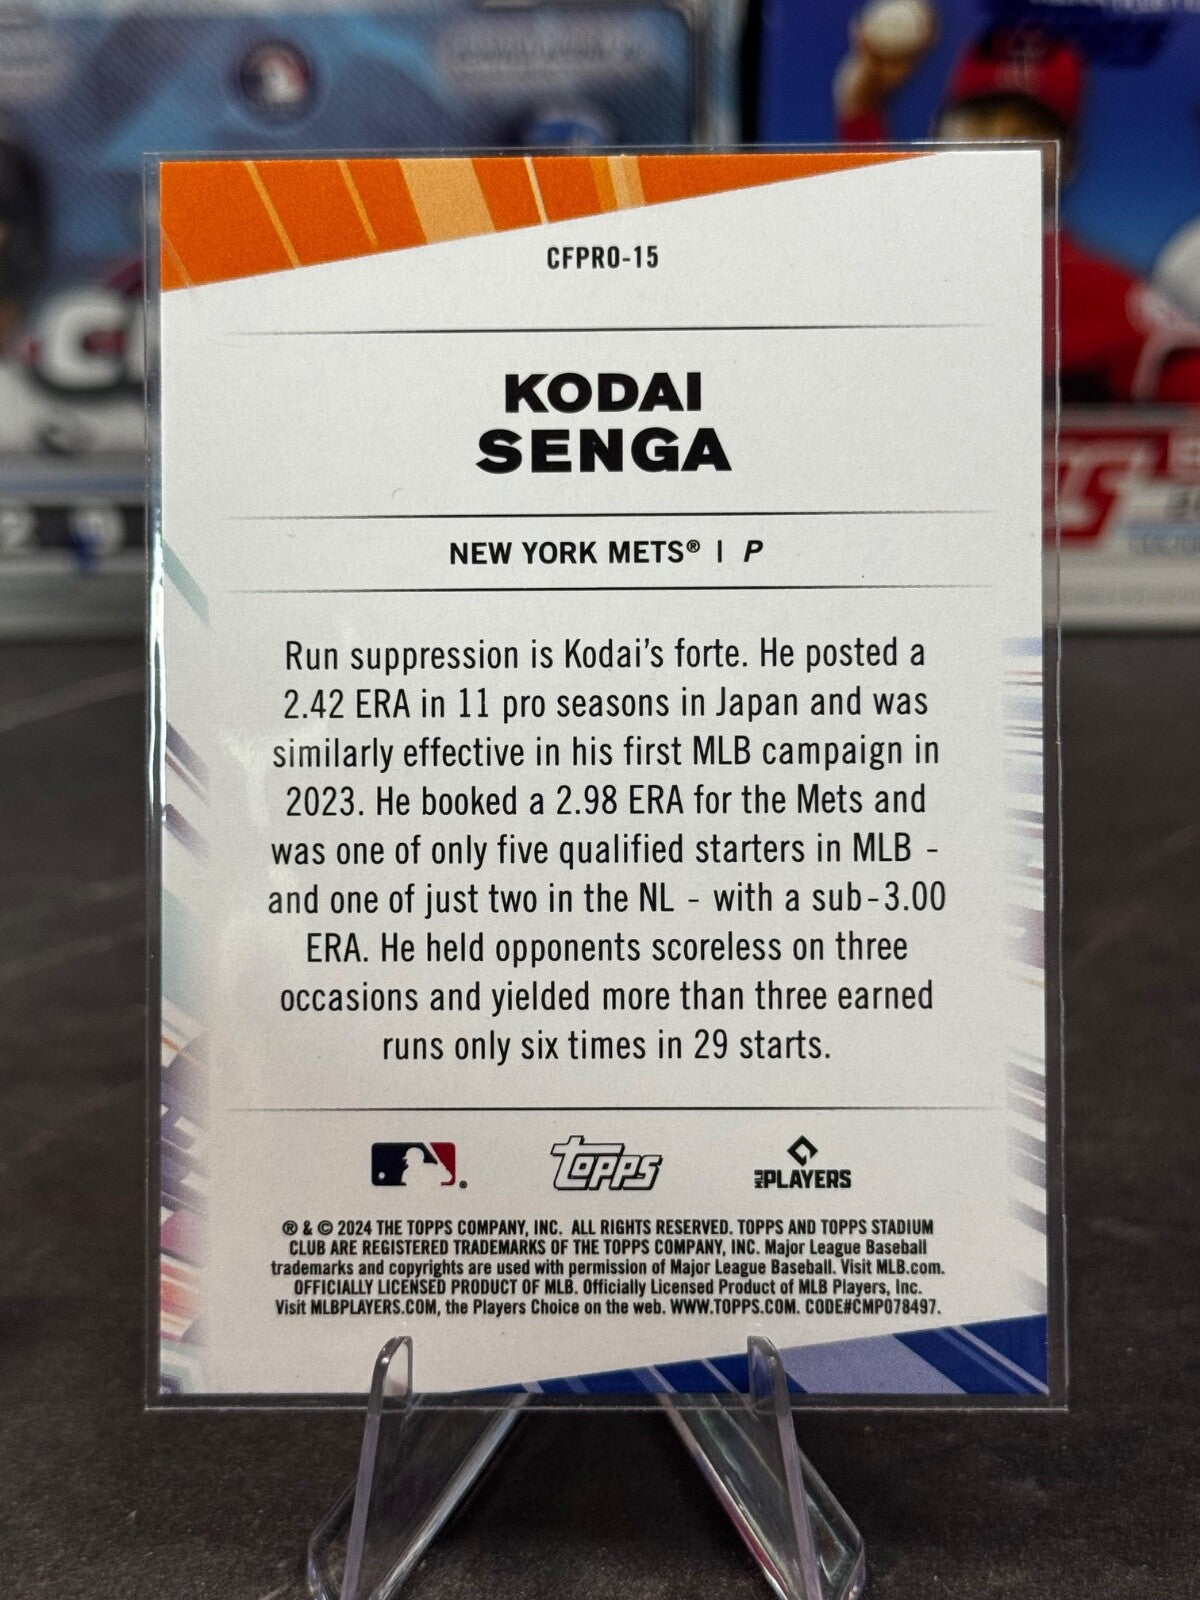 CFPRO-15
KODAI
SENGA
NEW YORK METS® | P
Run suppression is Kodai's forte. He posted a
2.42 ERA in 11 pro seasons in Japan and was
similarly effective in his first MLB campaign in
2023. He booked a 2.98 ERA for the Mets and
was one of only five qualified starters in MLB -
and one of just two in the NL - with a sub-3.00
ERA. He held opponents scoreless on three
occasions and yielded more than three earned
runs only six times in 29 starts.
Topps
MLB PLAYERS
® & © 2024 THE TOPPS COMPANY, INC. ALL RIGHTS RESERVED. TOPPS AND TOPPS STADIUM
CLUB ARE REGISTERED TRADEMARKS OF THE TOPPS COMPANY, INC. Major League Baseball
trademarks and copyrights are used with permission of Major League Baseball. Visit MLB.com.
OFFICIALLY LICENSED PRODUCT OF MLB. Officially Licensed Product of MLB Players, Inc.
Visit MLBPLAYERS.COM, the Players Choice on the web. WWW.TOPPS.COM. CODE#CMP078497.